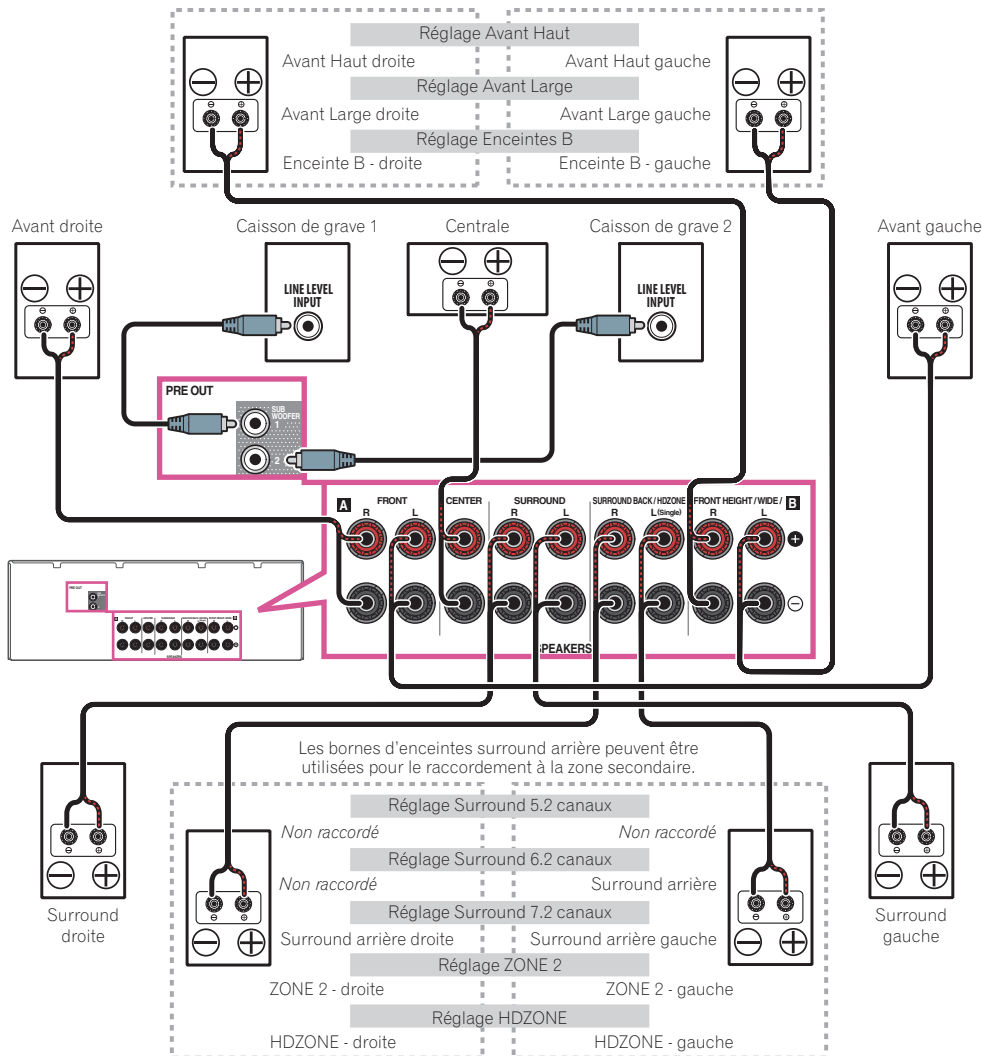 Réglage Avant Haut
Avant Haut droite
Avant Haut gauche
Réglage Avant Large
Avant Large droite
Avant Large gauche
Réglage Enceintes B
Enceinte B - droite
Enceinte B - gauche
Avant droite
Caisson de grave 1
Centrale
Caisson de grave 2
Avant gauche
LINE LEVEL
INPUT
LINE LEVEL
INPUT
PRE OUT
SUB
WOOFER
1
2
A
FRONT
CENTER
SURROUND
SURROUND BACK / HDZONE
FRONT HEIGHT / WIDE /
B
R
L
R
L
R
L (Single)
R
L
SPEAKERS
PRE OUT
Les bornes d'enceintes surround arrière peuvent être
utilisées pour le raccordement à la zone secondaire.
Réglage Surround 5.2 canaux
Non raccordé
Non raccordé
Réglage Surround 6.2 canaux
Non raccordé
Surround arrière
Réglage Surround 7.2 canaux
Surround arrière droite
Surround arrière gauche
Réglage ZONE 2
ZONE 2 - droite
ZONE 2 - gauche
Réglage HDZONE
HDZONE - droite
HDZONE - gauche
Surround
droite
Surround
gauche